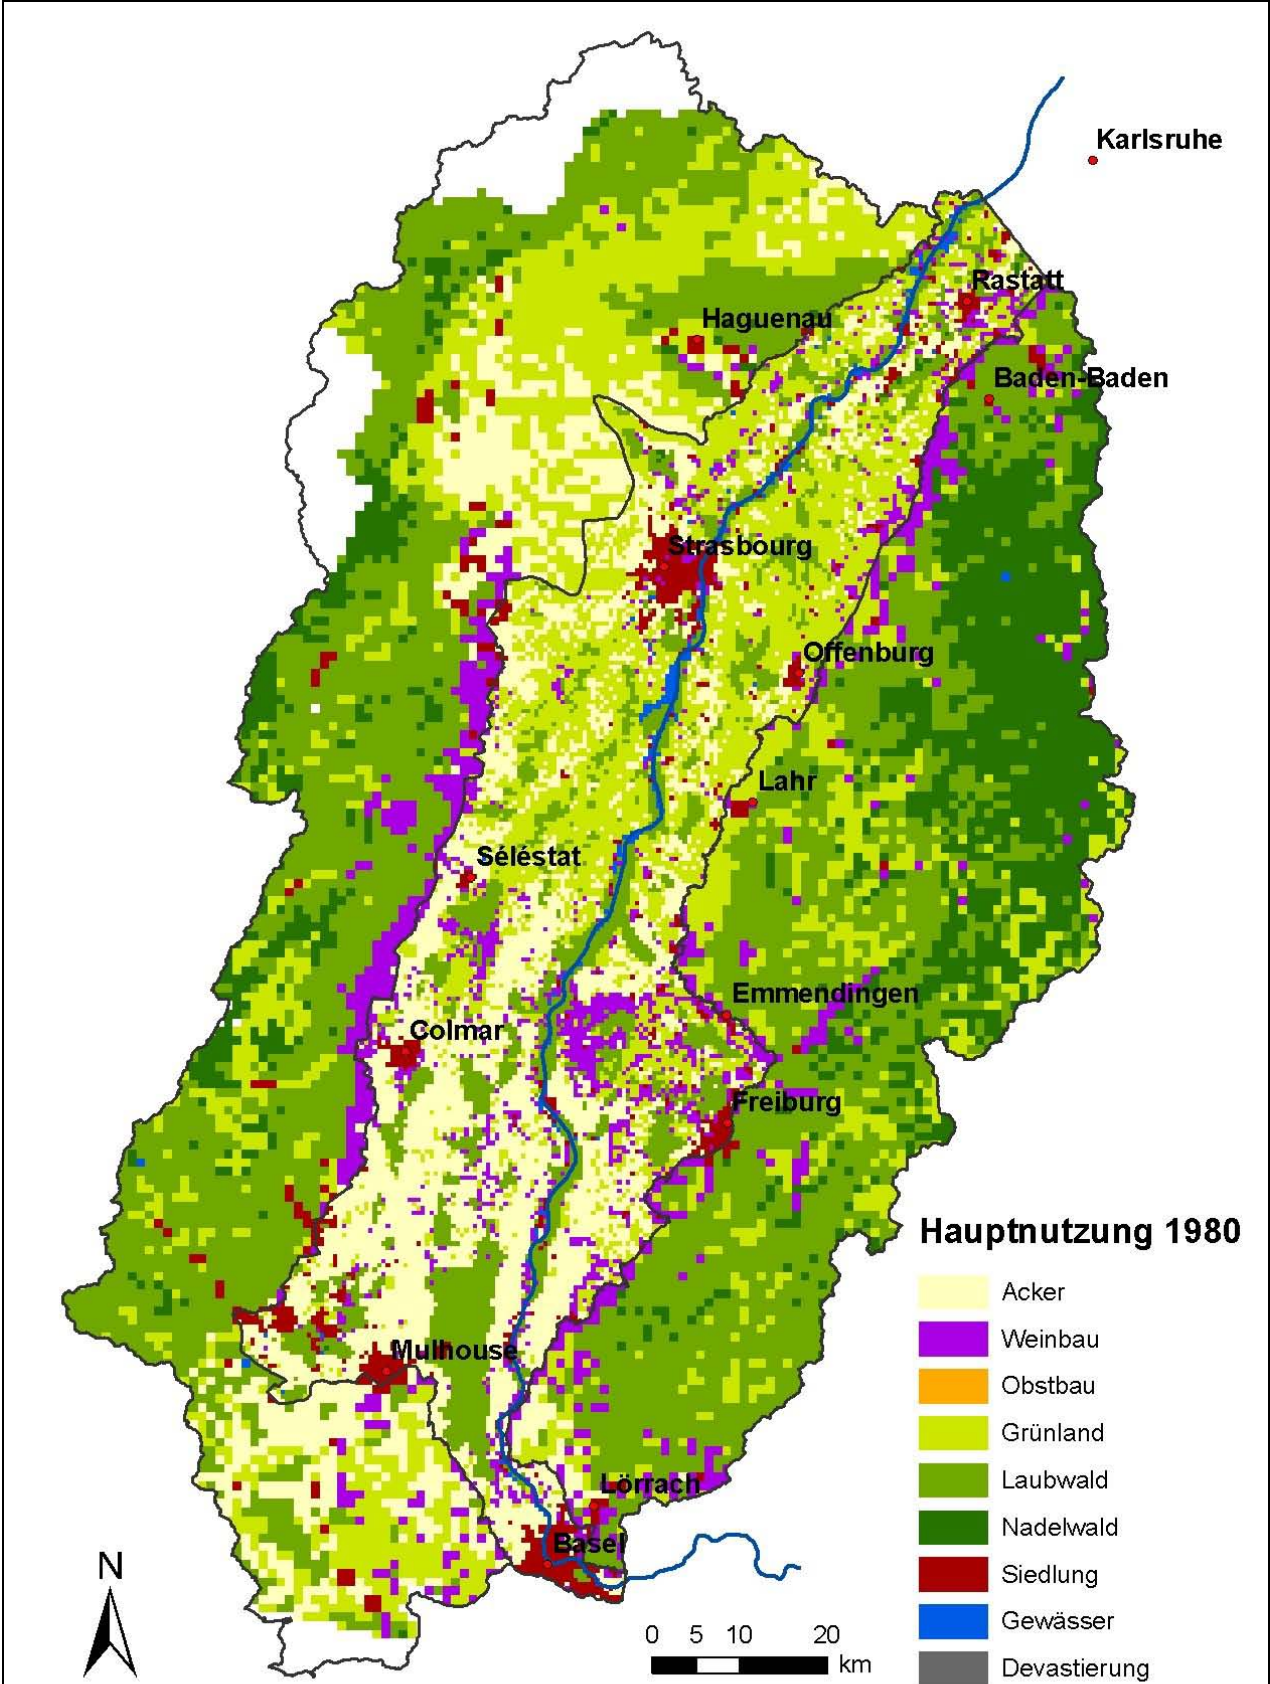 Karlsruhe
Rastatt
Haguenau
Baden-Baden
Strasbourg
Offenburg
Lahr
Séléstat
Emmendingen
Colmar
Freiburg
Mulhouse
Lörrach
Basel
Hauptnutzung 1980
Acker
Weinbau
Obstbau
Grünland
Laubwald
Nadelwald
Siedlung
Gewässer
Devastierung
N
0 5 10 20
km